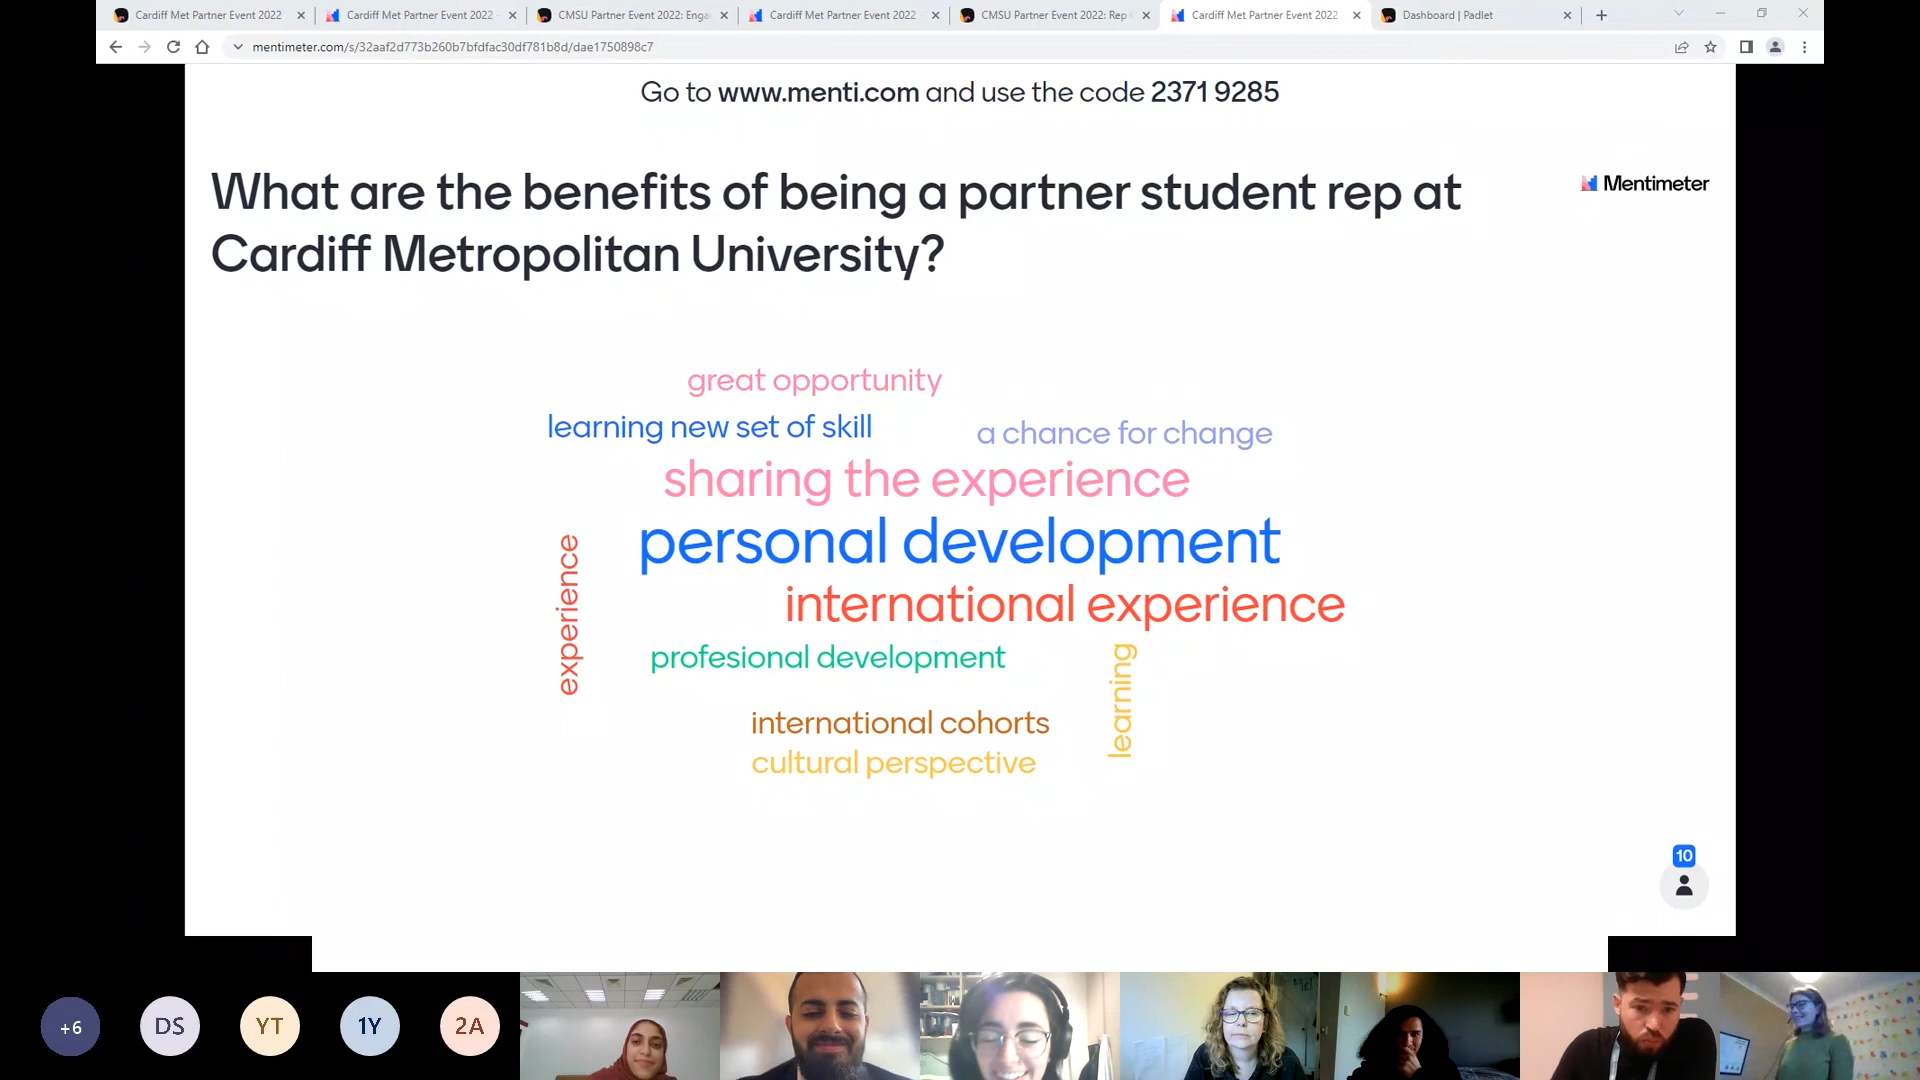 Cardiff Met Partner Event 2022
Cardiff Met Partner Event 2022 -
CMSU Partner Event 2022: Enga
Cardiff Met Partner Event 2022
CMSU Partner Event 2022: Rep
Cardiff Met Partner Event 2022
Dashboard | Padlet
mentimeter.com/s/32aaf2d773b260b7bfdfac30df781b8d/dae1750898c7
Go to www.menti.com and use the code 2371 9285
What are the benefits of being a partner student rep at
Cardiff Metropolitan University?
Mentimeter
great opportunity
learning new set of skill
a chance for change
sharing the experience
personal development
international experience
experience
profesional development
learning
international cohorts
cultural perspective
10
+6
DS
YT
1Y
2A